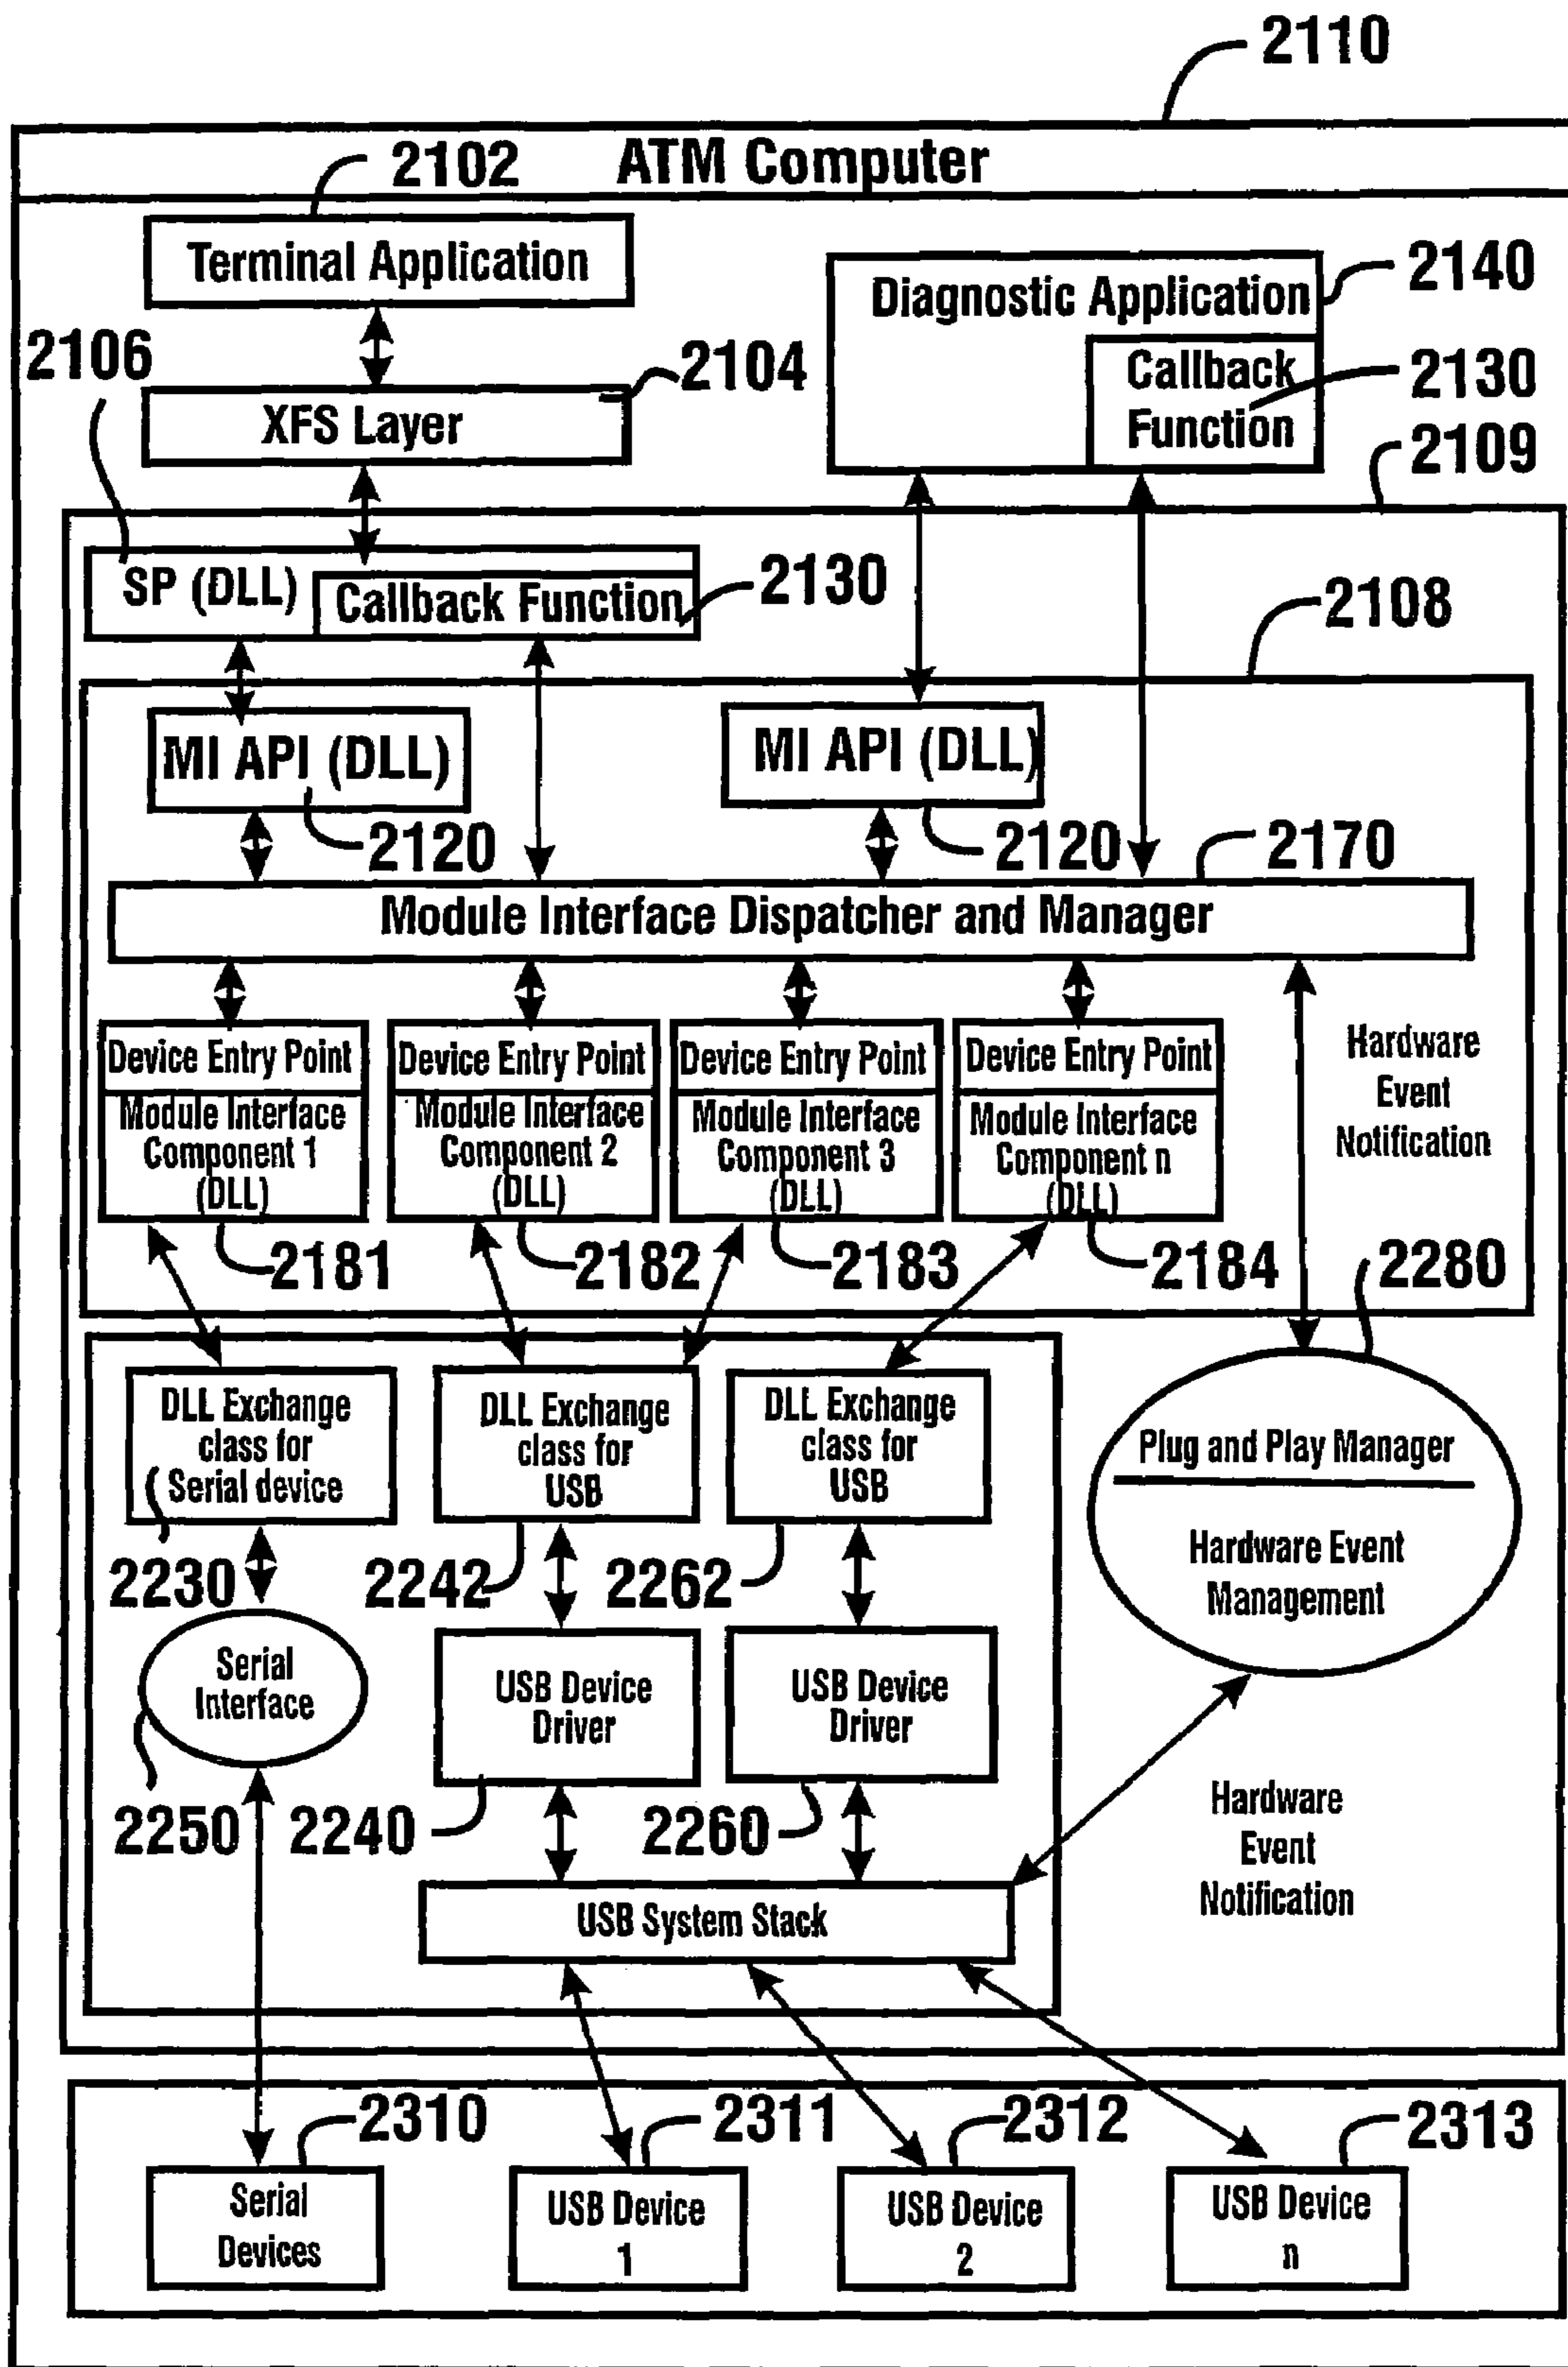 2110
ATM Computer
2102
Terminal Application
2140
Diagnostic Application
2106
2104
Callback
Function
2130
XFS Layer
2109
SP (DLL)
Callback Function
2130
2108
MI API (DLL)
MI API (DLL)
2120
2120
2170
Module Interface Dispatcher and Manager
Device Entry Point
Module Interface
Component 1
(DLL)
Device Entry Point
Module Interface
Component 2
(DLL)
Device Entry Point
Module Interface
Component 3
(DLL)
Device Entry Point
Module Interface
Component n
(DLL)
Hardware
Event
Notification
2181
2182
2183
2184
2280
DLL Exchange
class for
Serial device
DLL Exchange
class for
USB
DLL Exchange
class for
USB
Plug and Play Manager
Hardware Event
Management
2230
2242
2262
Serial
Interface
USB Device
Driver
USB Device
Driver
2250
2240
2260
Hardware
Event
Notification
USB System Stack
2310
2311
2312
2313
Serial
Devices
USB Device
1
USB Device
2
USB Device
n